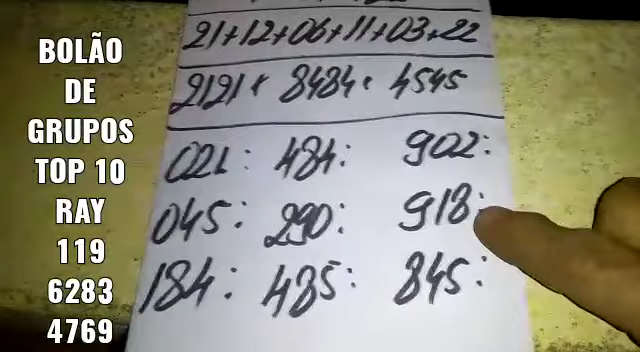 BOLÃO
DE
GRUPOS
TOP 10
RAY
119
6283
4769
21+12+06+11+03+22
2121 8484 4545
021: 484: 902:
045: 290: 918:
184: 485: 845: